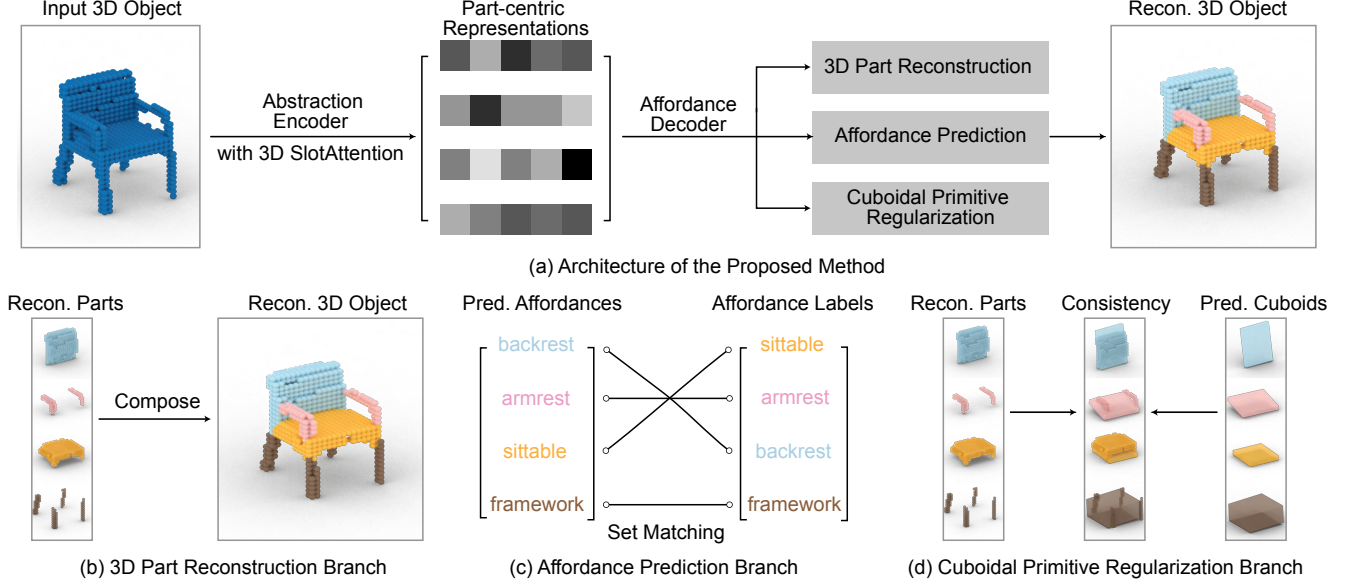 Input 3D Object
Part-centric
Representations
Recon. 3D Object
Abstraction
Encoder
with 3D SlotAttention
Affordance
Decoder
3D Part Reconstruction
Affordance Prediction
Cuboidal Primitive
Regularization
(a) Architecture of the Proposed Method
Recon. Parts
Recon. 3D Object
Compose
(b) 3D Part Reconstruction Branch
Pred. Affordances
Affordance Labels
backrest
sittable
armrest
armrest
sittable
backrest
framework
framework
Set Matching
(c) Affordance Prediction Branch
Recon. Parts
Consistency
Pred. Cuboids
(d) Cuboidal Primitive Regularization Branch